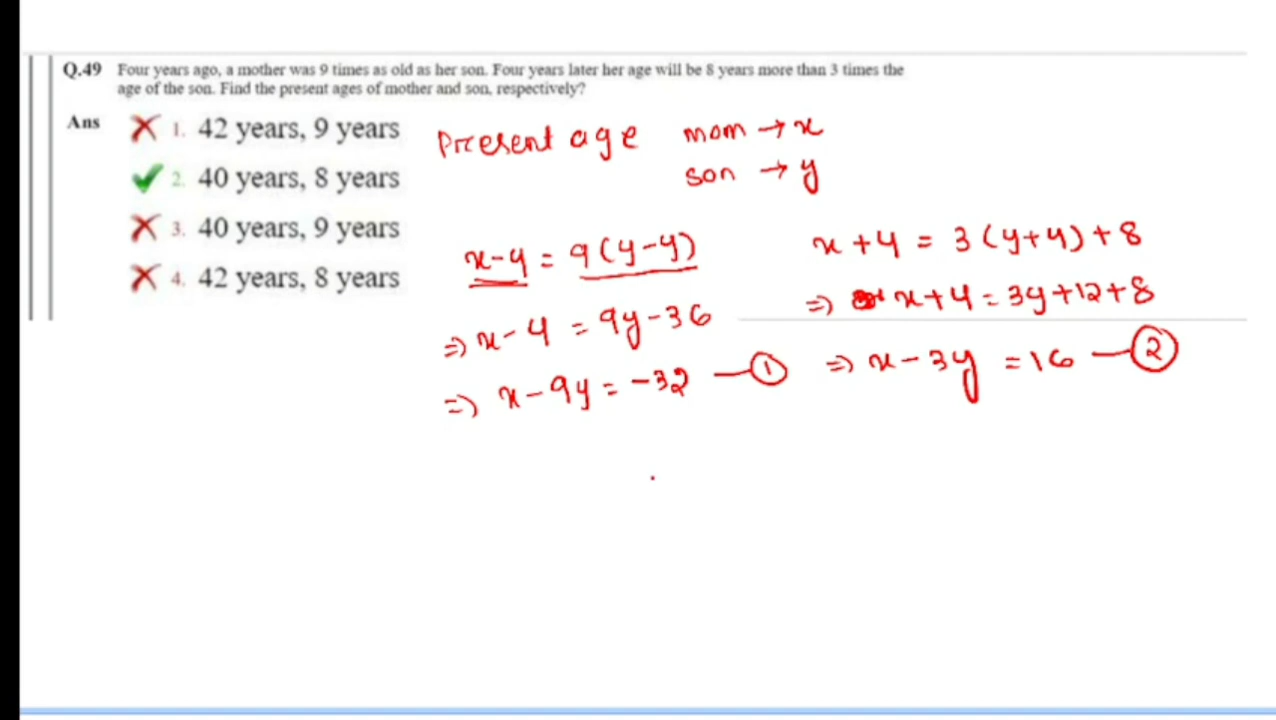 Q.49 Four years ago, a mother was 9 times as old as her son. Four years later her age will be 8 years more than 3 times the
age of the son. Find the present ages of mother and son, respectively?
Ans
1. 42 years, 9 years
2. 40 years, 8 years
3. 40 years, 9 years
4. 42 years, 8 years
Present age mom → x
son → y
x-4 = 9(y-4)
⇒ x-4 = 9y-36
⇒ x-9y = -32 — ①
x+4 = 3(y+4)+8
⇒ x+4 = 3y+12+8
⇒ x-3y = 16 — ②